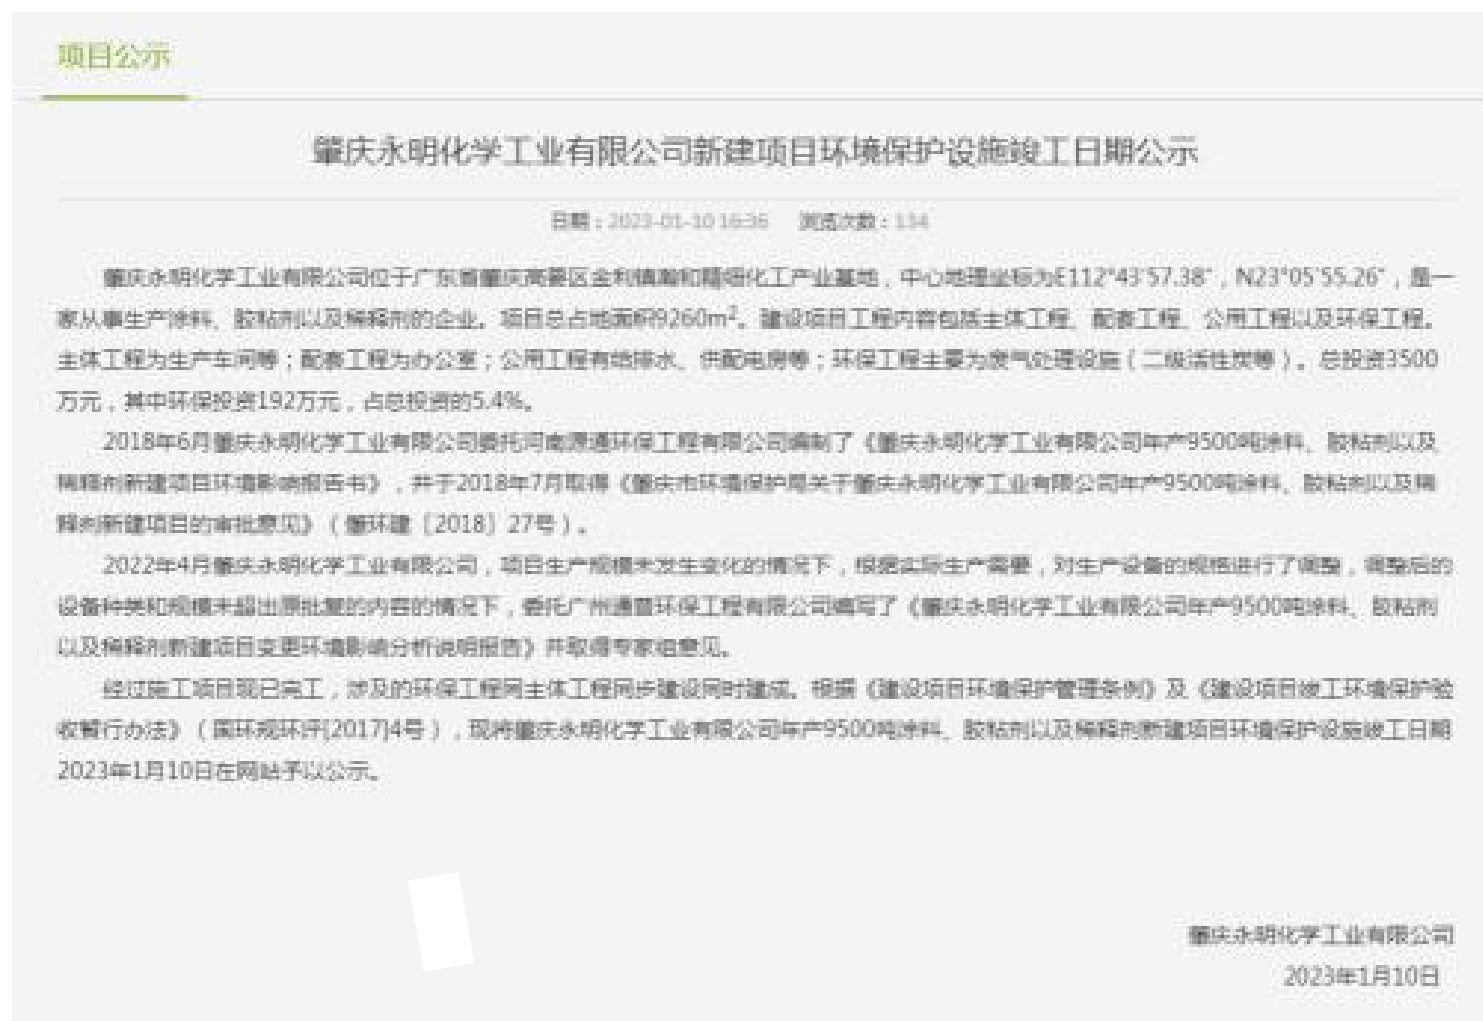 项目公示
肇庆永明化学工业有限公司新建项目环境保护设施竣工日期公示
日期：2023-01-10 16:36 浏览次数：134
肇庆永明化学工业有限公司位于广东省肇庆高要区金利镇瀚和精细化工产业基地，中心地理坐标为E112°43'57.38"，N23°05'55.26"，是一
家从事生产涂料、胶粘剂以及稀释剂的企业。项目总占地面积9260m²。建设项目工程内容包括主体工程、配套工程、公用工程以及环保工程。
主体工程为生产车间等；配套工程为办公室；公用工程有给排水、供配电房等；环保工程主要为废气处理设施（二级活性炭等）。总投资3500
万元，其中环保投资192万元，占总投资的5.4%。
2018年6月肇庆永明化学工业有限公司委托河南源通环保工程有限公司编制了《肇庆永明化学工业有限公司年产9500吨涂料、胶粘剂以及
稀释剂新建项目环境影响报告书》，并于2018年7月取得《肇庆市环境保护局关于肇庆永明化学工业有限公司年产9500吨涂料、胶粘剂以及稀
释剂新建项目的审批意见》（肇环建〔2018〕27号）。
2022年4月肇庆永明化学工业有限公司，项目生产规模未发生变化的情况下，根据实际生产需要，对生产设备的规格进行了调整，调整后的
设备种类和规模未超出原批复的内容的情况下，委托广州通暨环保工程有限公司编写了《肇庆永明化学工业有限公司年产9500吨涂料、胶粘剂
以及稀释剂新建项目变更环境影响分析说明报告》并取得专家组意见。
经过施工项目现已完工，涉及的环保工程同主体工程同步建设同时建成。根据《建设项目环境保护管理条例》及《建设项目竣工环境保护验
收暂行办法》（国环规环评[2017]4号），现将肇庆永明化学工业有限公司年产9500吨涂料、胶粘剂以及稀释剂新建项目环境保护设施竣工日期
2023年1月10日在网站予以公示。
肇庆永明化学工业有限公司
2023年1月10日